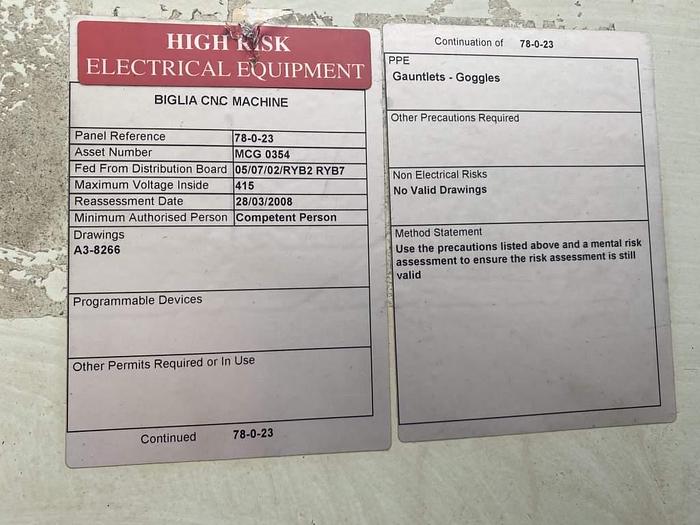 HIGH RISK
ELECTRICAL EQUIPMENT
BIGLIA CNC MACHINE
Panel Reference 78-0-23
Asset Number MCG 0354
Fed From Distribution Board 05/07/02/RYB2 RYB7
Maximum Voltage Inside 415
Reassessment Date 28/03/2008
Minimum Authorised Person Competent Person
Drawings
A3-8266
Programmable Devices
Other Permits Required or In Use
Continued 78-0-23
Continuation of 78-0-23
PPE
Gauntlets - Goggles
Other Precautions Required
Non Electrical Risks
No Valid Drawings
Method Statement
Use the precautions listed above and a mental risk
assessment to ensure the risk assessment is still
valid